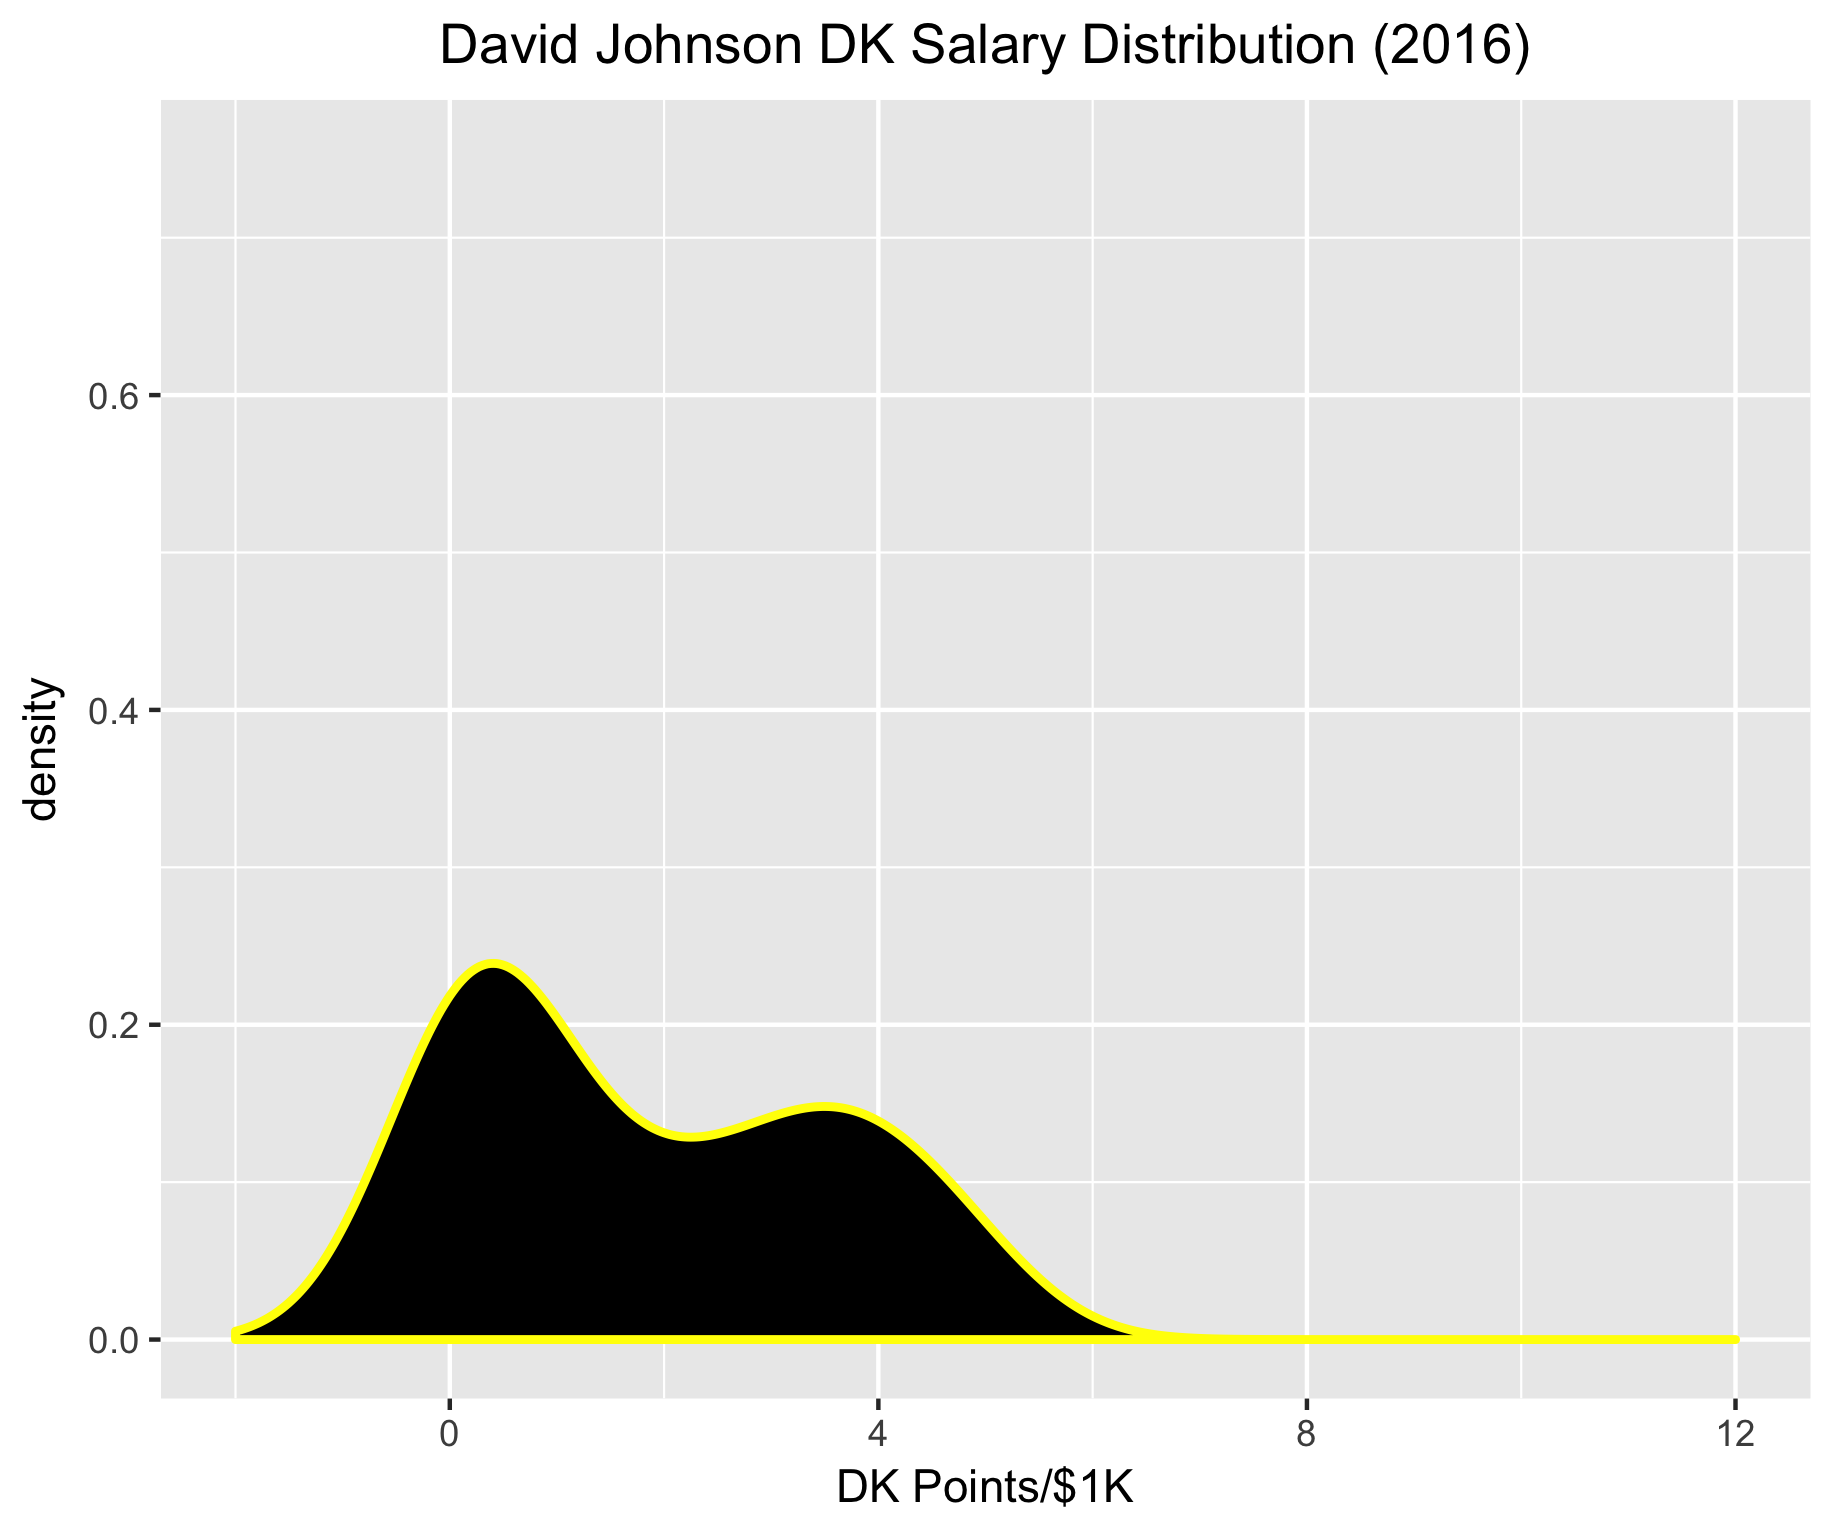 David Johnson DK Salary Distribution (2016)
density
0.6
0.4
0.2
0.0
0 4 8 12
DK Points/$1K